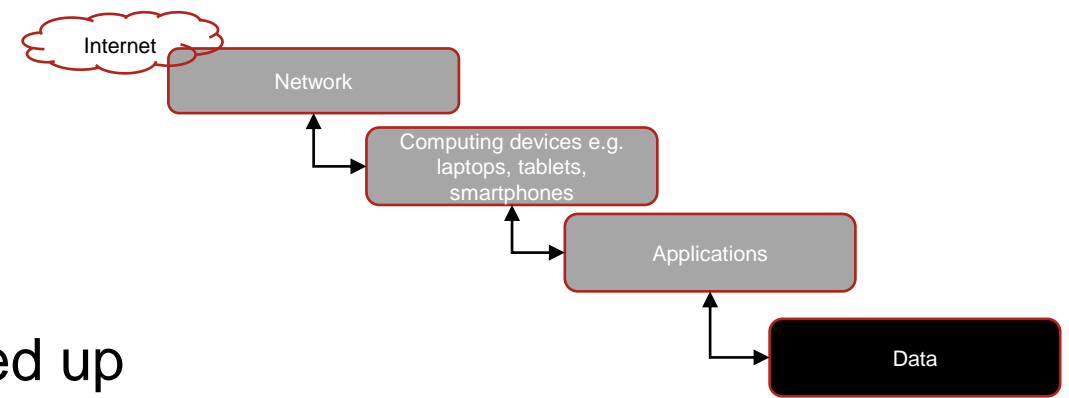 Internet
Network
Computing devices e.g.
laptops, tablets,
smartphones
Applications
Data
ed up